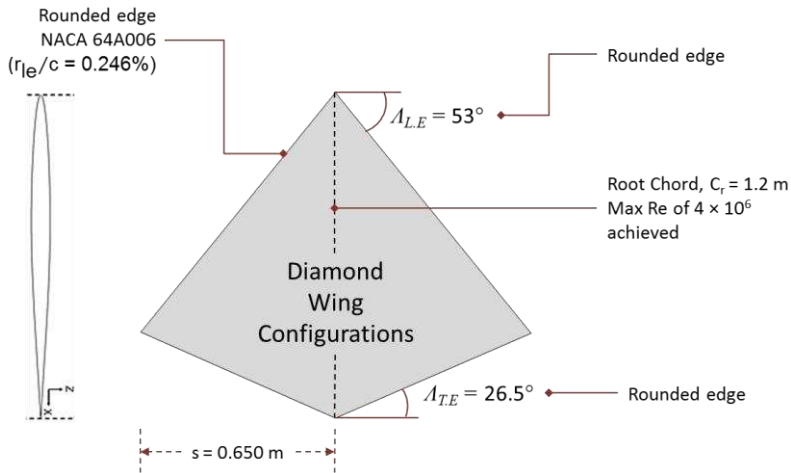 Rounded edge
NACA 64A006
(rle/c = 0.246%)
Rounded edge
ΛL.E = 53°
Root Chord, Cr = 1.2 m
Max Re of 4 × 10⁶
achieved
Diamond
Wing
Configurations
Z
X
ΛT.E = 26.5°
Rounded edge
s = 0.650 m